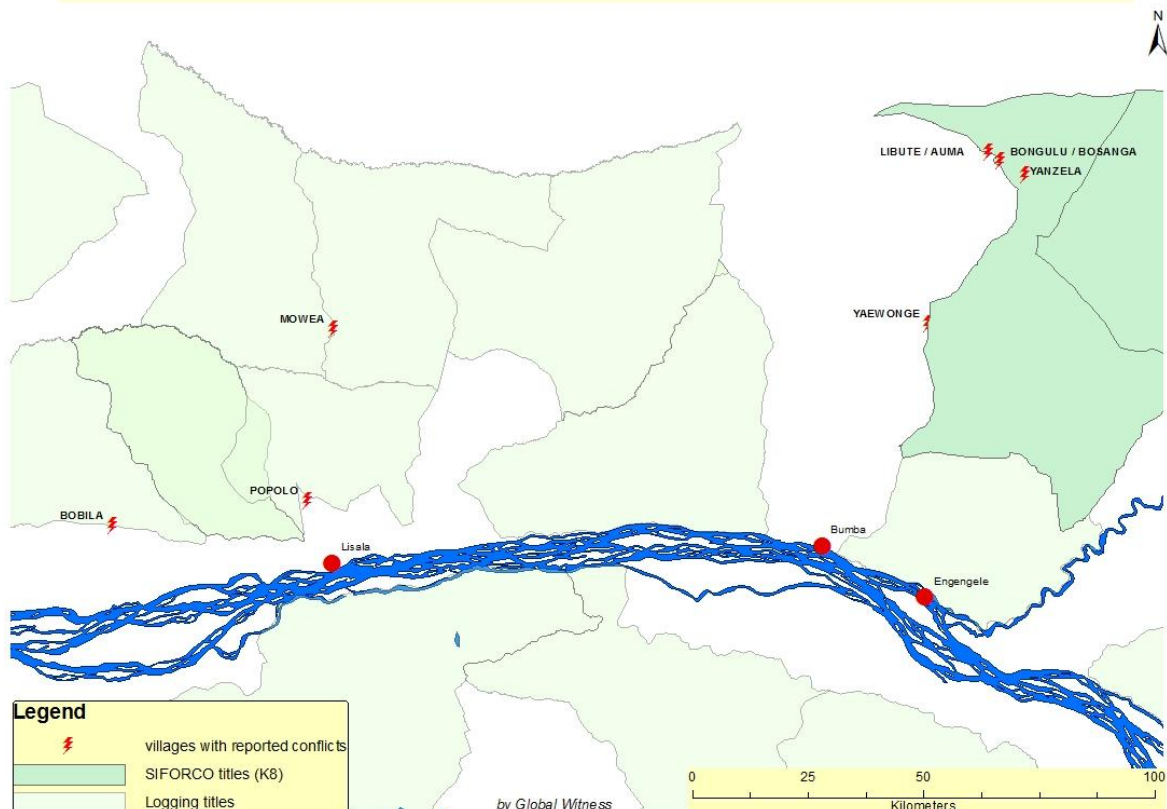 N
LIBUTE / AUMA
BONGULU / BOSANGA
YANZELA
MOWEA
YAEWONGE
POPOLO
BOBILA
Bumba
Lisala
Engengele
Legend
villages with reported conflicts
SIFORCO titles (K8)
Logging titles
by Global Witness
0 25 50 100
Kilometers